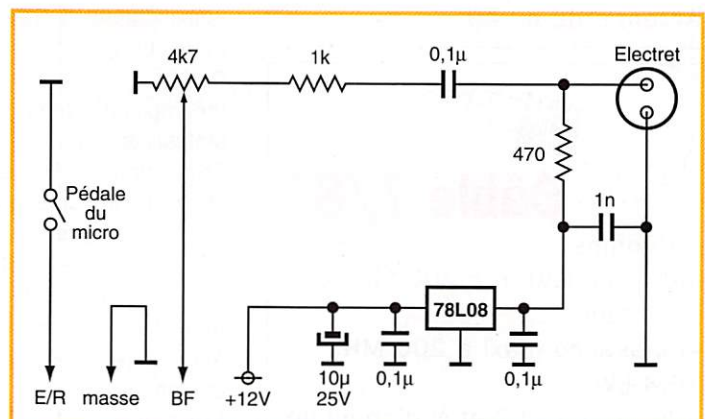 4k7
1k
0,1µ
Electret
470
1n
Pédale
du
micro
78L08
E/R
masse
BF
+12V
10µ
25V
0,1µ
0,1µ